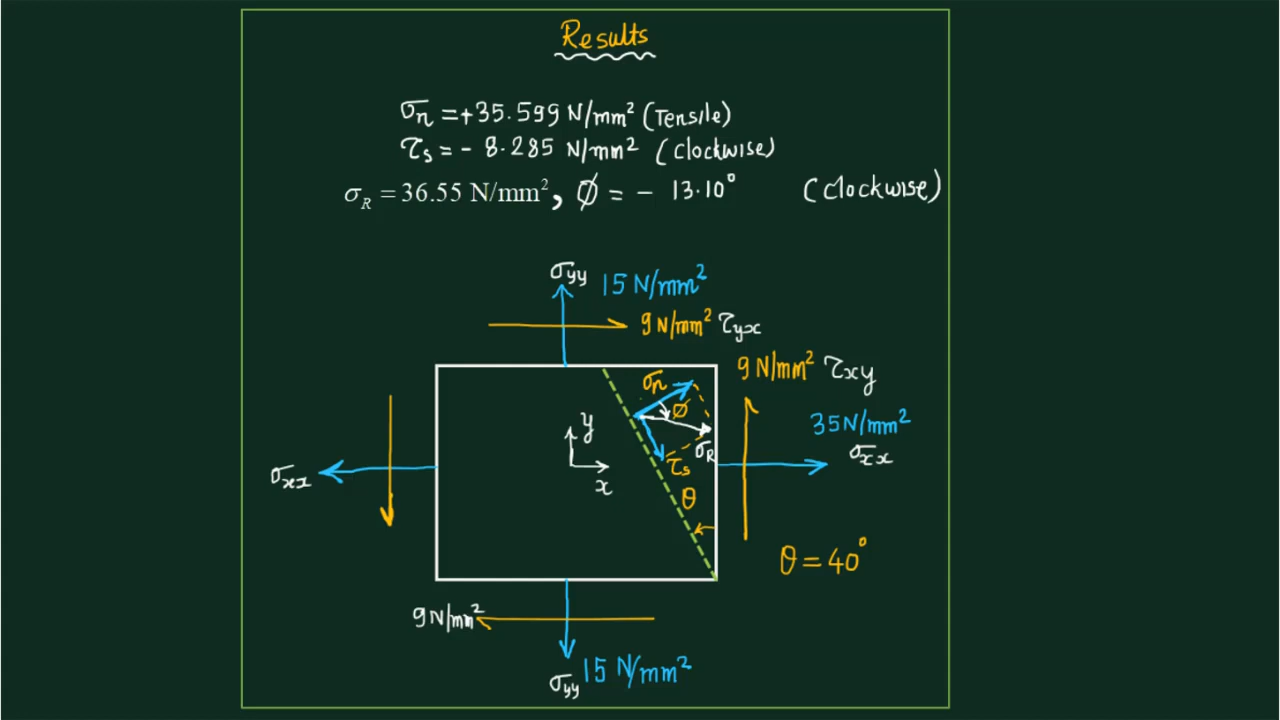 Results
σn = +35.599 N/mm² (Tensile)
τs = - 8.285 N/mm² (clockwise)
σR = 36.55 N/mm², Ø = - 13.10° (clockwise)
σyy 15 N/mm²
9 N/mm² τyx
9 N/mm² τxy
σn
Ø
35 N/mm²
y
σR
σxx
τs
σxx
x
θ
θ = 40°
9 N/mm²
σyy 15 N/mm²